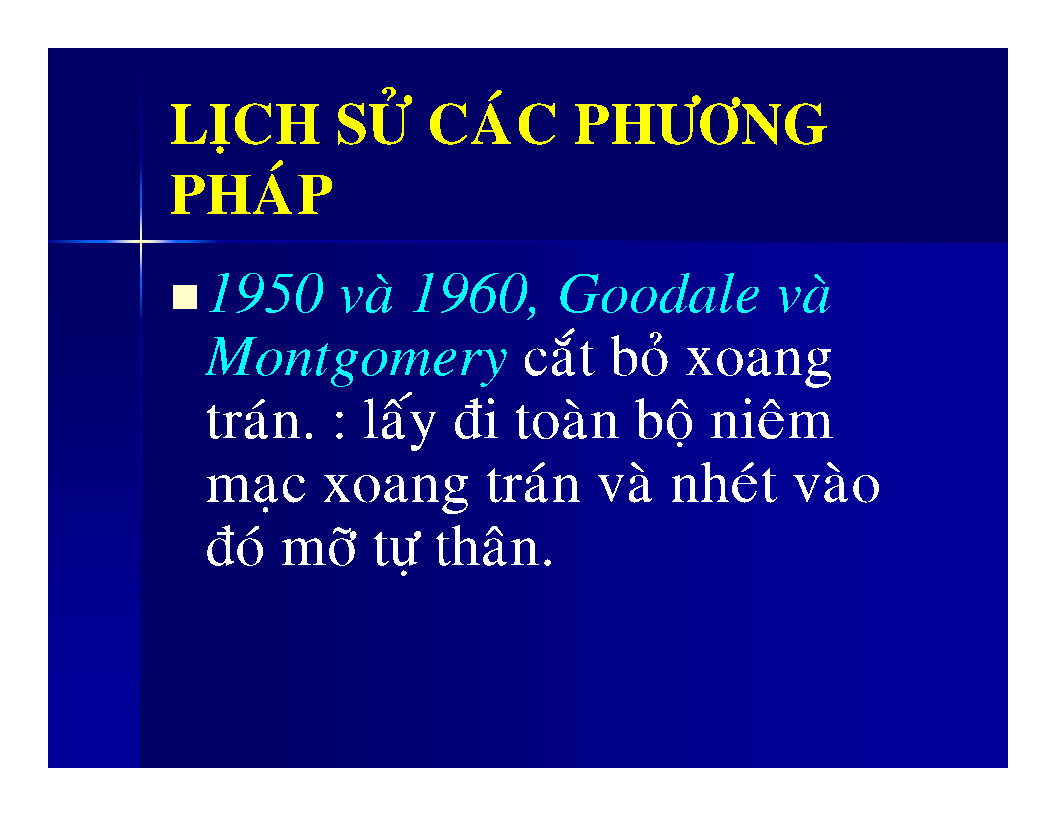 LỊCH SỬ CÁC PHƯƠNG
PHÁP
1950 và 1960, Goodale và
Montgomery cắt bỏ xoang
trán. : lấy đi toàn bộ niêm
mạc xoang trán và nhét vào
đó mỡ tự thân.